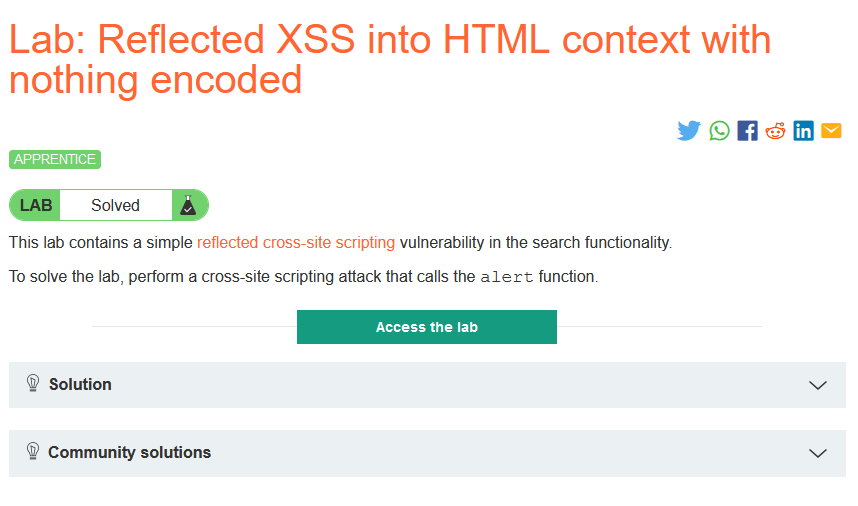 Lab: Reflected XSS into HTML context with
nothing encoded
APPRENTICE
LAB Solved
This lab contains a simple reflected cross-site scripting vulnerability in the search functionality.
To solve the lab, perform a cross-site scripting attack that calls the alert function.
Access the lab
Solution
Community solutions